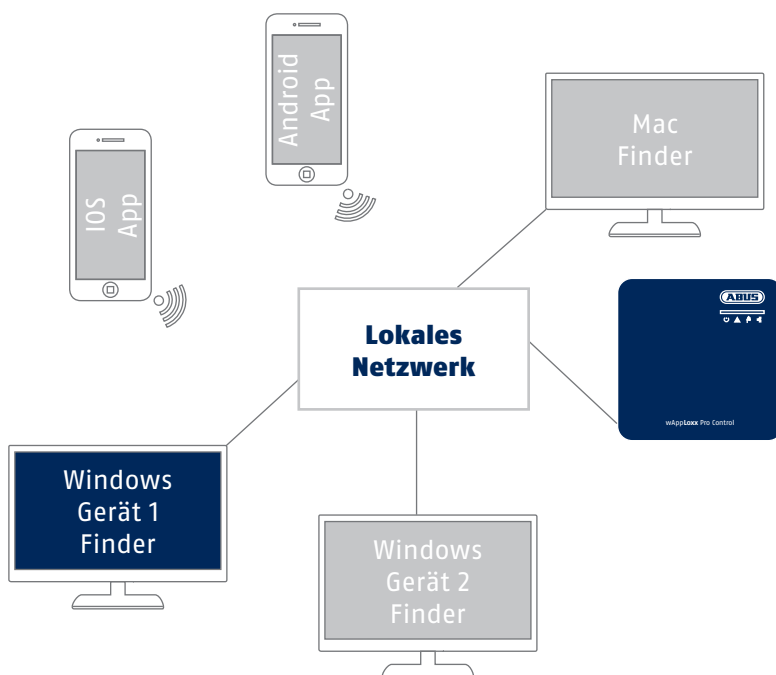 Android
App
IOS
App
Mac
Finder
ABUS
wAppLoxx Pro Control
Lokales
Netzwerk
Windows
Gerät 1
Finder
Windows
Gerät 2
Finder